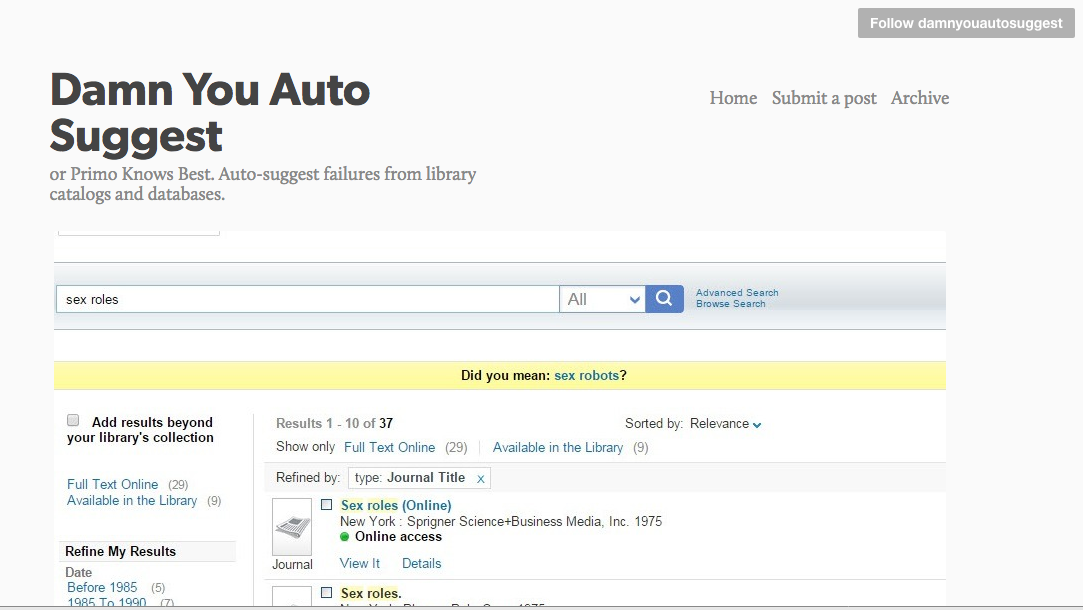 Follow damnyouautosuggest
Damn You Auto
Suggest
Home Submit a post Archive
or Primo Knows Best. Auto-suggest failures from library
catalogs and databases.
sex roles
All
Advanced Search
Browse Search
Did you mean: sex robots?
Add results beyond
your library's collection
Full Text Online (29)
Available in the Library (9)
Refine My Results
Date
Before 1985 (5)
1985 To 1990 (7)
Results 1 - 10 of 37
Sorted by: Relevance
Show only Full Text Online (29) Available in the Library (9)
Refined by: type: Journal Title x
Sex roles (Online)
New York : Sprigner Science+Business Media, Inc. 1975
Online access
Journal
View It Details
Sex roles.